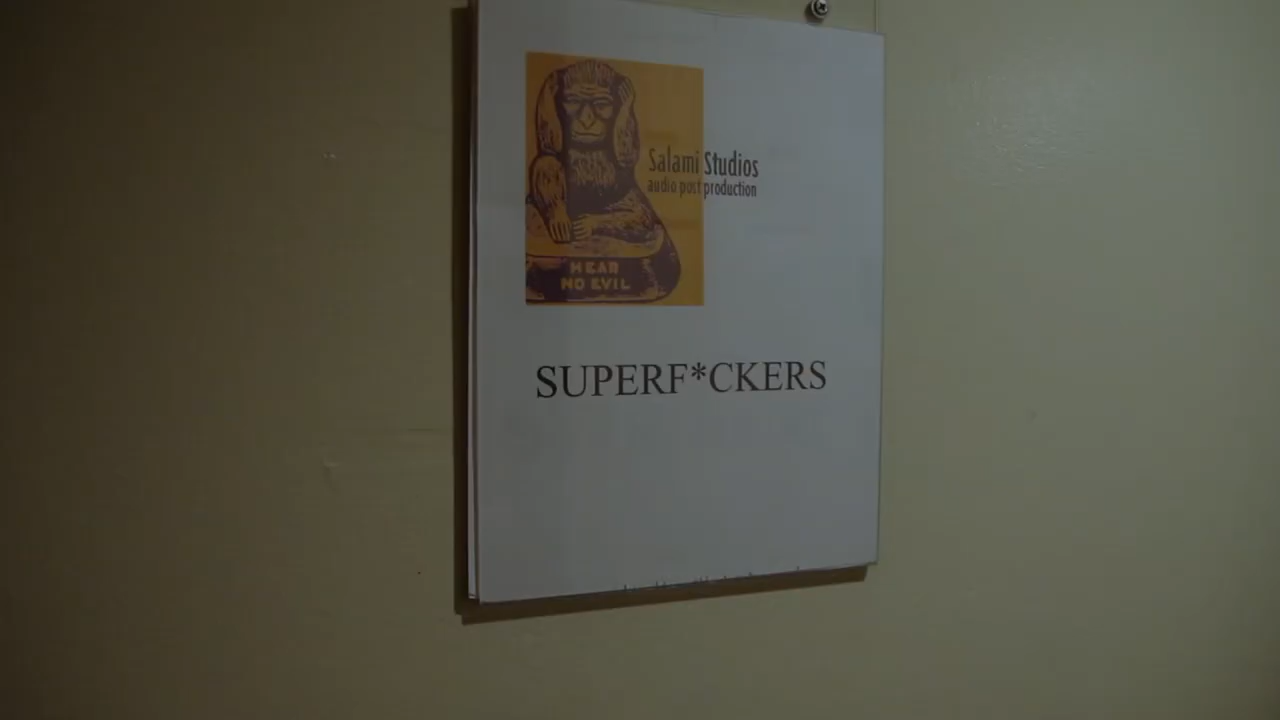 Salami Studios
audio post production
HEAR
NO EVIL
SUPERF*CKERS